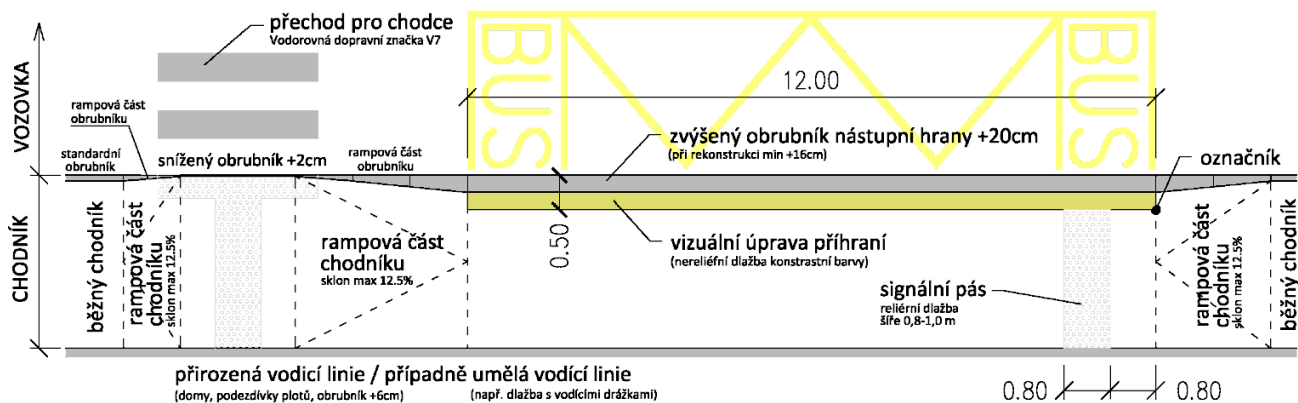 přechod pro chodce
Vodorovná dopravní značka V7
BUS
BUS
12.00
VOZOVKA
rampová část
obrubníku
standardní
obrubník
snížený obrubník +2cm
rampová část
obrubníku
zvýšený obrubník nástupní hrany +20cm
(při rekonstrukci min +16cm)
označník
CHODNÍK
běžný chodník
rampová část
chodníku
sklon max 12.5%
rampová část
chodníku
sklon max 12.5%
0.50
vizuální úprava příhraní
(nereliéfní dlažba konstrastní barvy)
signální pás
reliérní dlažba
šíře 0,8-1,0 m
rampová část
chodníku
sklon max 12.5%
běžný chodník
přirozená vodicí linie / případně umělá vodící linie
(domy, podezdívky plotů, obrubník +6cm)
(např. dlažba s vodícími drážkami)
0.80
0.80